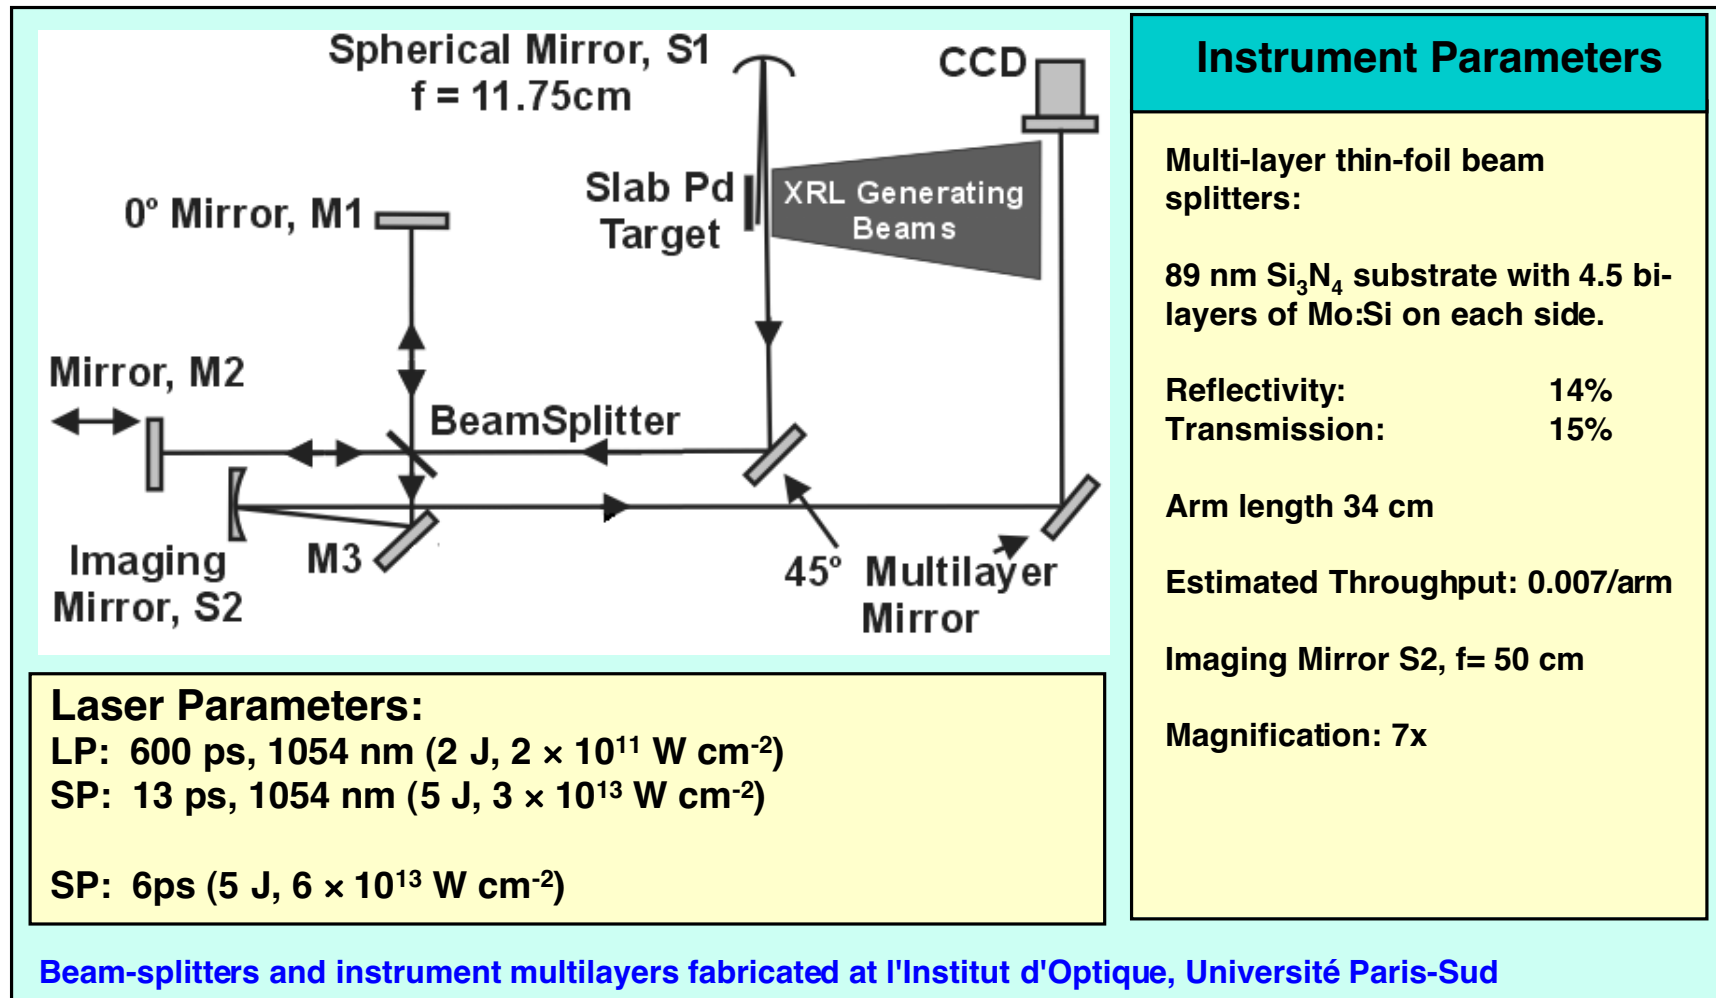 Spherical Mirror, S1
f = 11.75cm
CCD
0º Mirror, M1
Slab Pd
Target
XRL Generating
Beams
Mirror, M2
BeamSplitter
Imaging
Mirror, S2
M3
45º Multilayer
Mirror
Instrument Parameters
Multi-layer thin-foil beam
splitters:
89 nm Si₃N₄ substrate with 4.5 bi-
layers of Mo:Si on each side.
Reflectivity: 14%
Transmission: 15%
Arm length 34 cm
Estimated Throughput: 0.007/arm
Imaging Mirror S2, f= 50 cm
Magnification: 7x
Laser Parameters:
LP: 600 ps, 1054 nm (2 J, 2 × 10¹¹ W cm⁻²)
SP: 13 ps, 1054 nm (5 J, 3 × 10¹³ W cm⁻²)
SP: 6ps (5 J, 6 × 10¹³ W cm⁻²)
Beam-splitters and instrument multilayers fabricated at l'Institut d'Optique, Université Paris-Sud